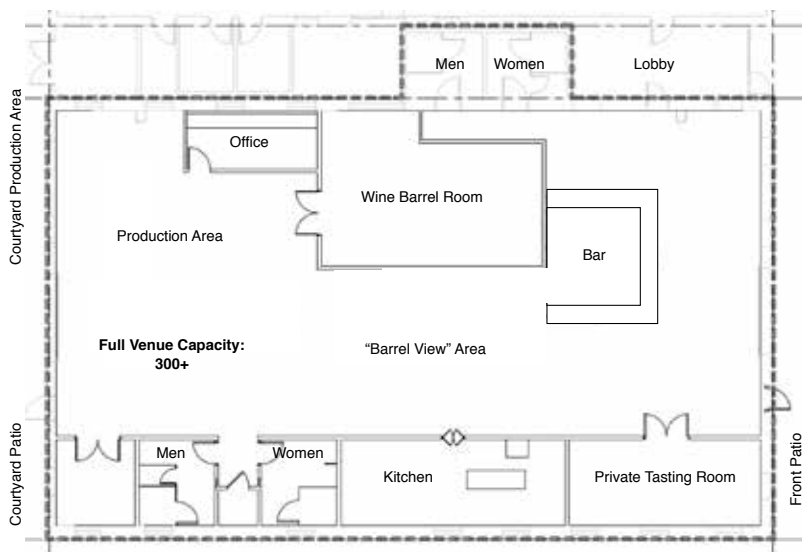 Men
Women
Lobby
Office
Wine Barrel Room
Production Area
Bar
Full Venue Capacity:
300+
“Barrel View” Area
Men
Women
Kitchen
Private Tasting Room
Courtyard Production Area
Courtyard Patio
Front Patio